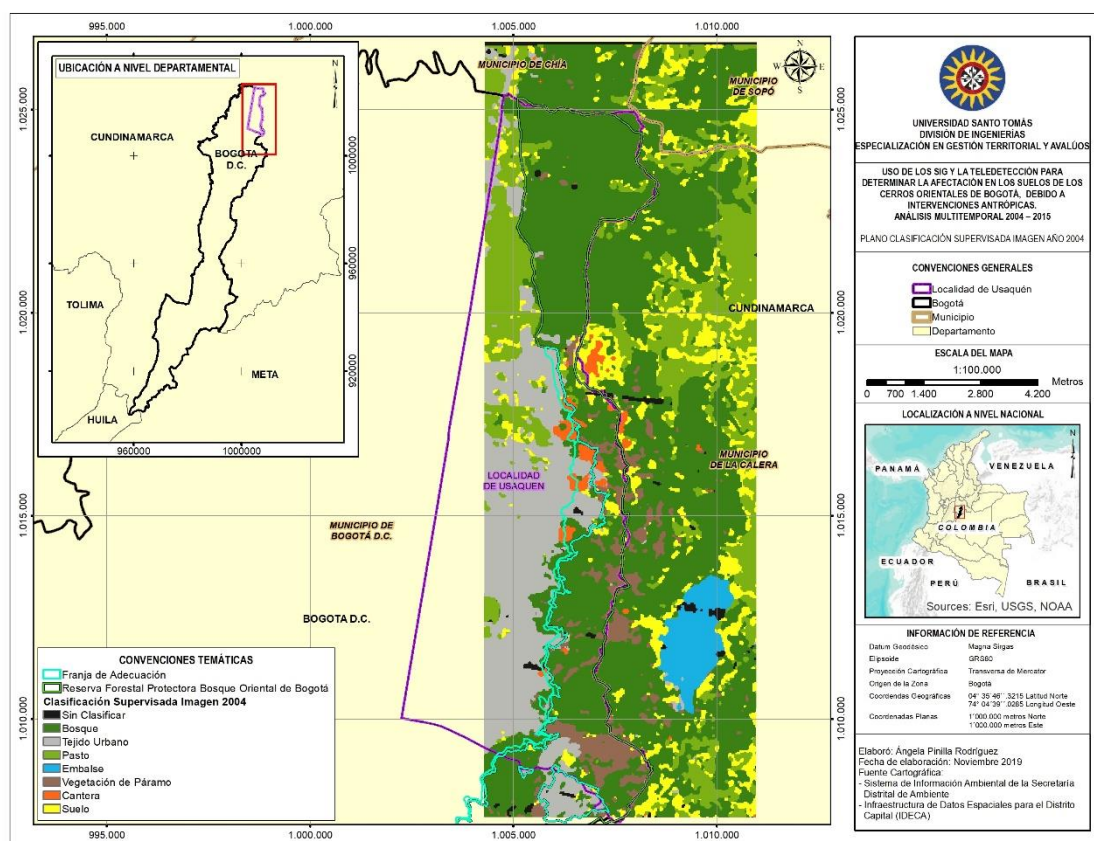 995.000
1.000.000
1.005.000
1.010.000
1.025.000
1.020.000
1.015.000
1.010.000
UBICACIÓN A NIVEL DEPARTAMENTAL
N
CUNDINAMARCA
BOGOTA
D.C.
TOLIMA
META
HUILA
1000000
960000
920000
960000
1000000
MUNICIPIO DE CHÍA
MUNICIPIO
DE SOPÓ
N
W
E
S
CUNDINAMARCA
LOCALIDAD
DE USAQUEN
MUNICIPIO
DE LA CALERA
MUNICIPIO DE
BOGOTÁ D.C.
BOGOTA D.C.
CONVENCIONES TEMÁTICAS
Franja de Adecuación
Reserva Forestal Protectora Bosque Oriental de Bogotá
Clasificación Supervisada Imagen 2004
Sin Clasificar
Bosque
Tejido Urbano
Pasto
Embalse
Vegetación de Páramo
Cantera
Suelo
995.000
1.000.000
1.005.000
1.010.000
UNIVERSIDAD SANTO TOMÁS
DIVISIÓN DE INGENIERÍAS
ESPECIALIZACIÓN EN GESTIÓN TERRITORIAL Y AVALÚOS
USO DE LOS SIG Y LA TELEDETECCIÓN PARA
DETERMINAR LA AFECTACIÓN EN LOS SUELOS DE LOS
CERROS ORIENTALES DE BOGOTÁ, DEBIDO A
INTERVENCIONES ANTRÓPICAS.
ANÁLISIS MULTITEMPORAL 2004 – 2015
PLANO CLASIFICACIÓN SUPERVISADA IMAGEN AÑO 2004
CONVENCIONES GENERALES
Localidad de Usaquén
Bogotá
Municipio
Departamento
ESCALA DEL MAPA
1:100.000
Metros
0 700 1.400 2.800 4.200
LOCALIZACIÓN A NIVEL NACIONAL
N
PANAMÁ
VENEZUELA
COLOMBIA
ECUADOR
PERÚ
BRASIL
Sources: Esri, USGS, NOAA
INFORMACIÓN DE REFERENCIA
Datum Geodésico Magna Sirgas
Elipsoide GRS80
Proyección Cartográfica Transversa de Mercator
Origen de la Zona Bogotá
Coordendas Geográficas 04° 35 46´´.3215 Latitud Norte
74° 04´39´´.0285 Longitud Oeste
Coordenadas Planas 1´000.000 metros Norte
1´000.000 metros Este
Elaboró: Ángela Pinilla Rodríguez
Fecha de elaboración: Noviembre 2019
Fuente Cartográfica:
- Sistema de Información Ambiental de la Secretaría
Distrital de Ambiente
- Infraestructura de Datos Espaciales para el Distrito
Capital (IDECA)